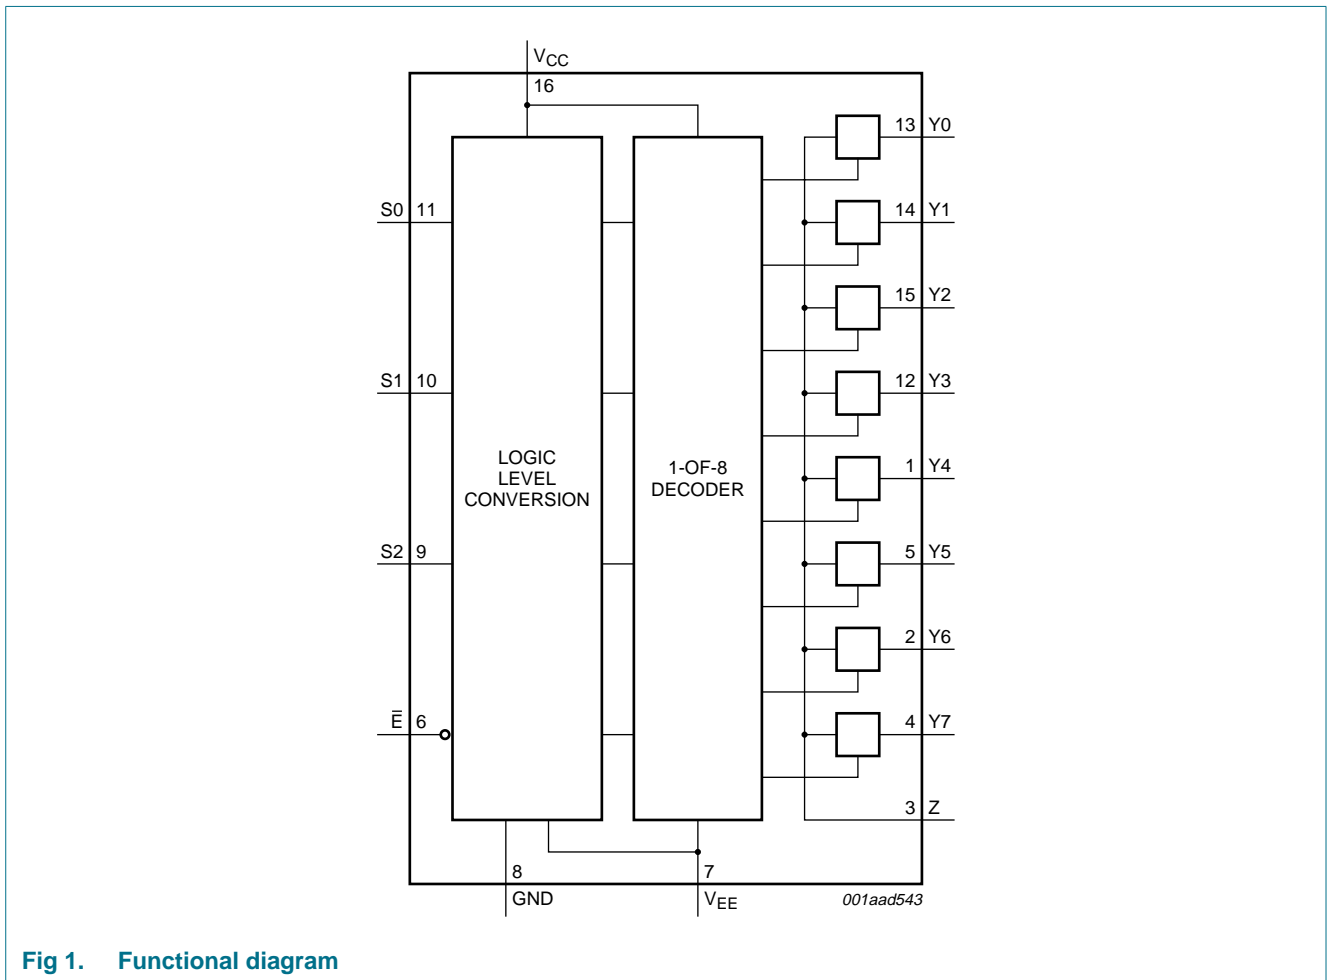 VCC
16
13 Y0
S0 11
14 Y1
15 Y2
S1 10
12 Y3
LOGIC
LEVEL
CONVERSION
1-OF-8
DECODER
1 Y4
S2 9
5 Y5
2 Y6
E̅ 6
4 Y7
3 Z
8
GND
7
VEE
001aad543
Fig 1. Functional diagram